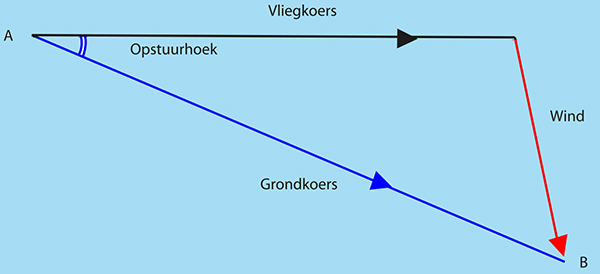 Vliegkoers
A
Opstuurhoek
Wind
Grondkoers
B